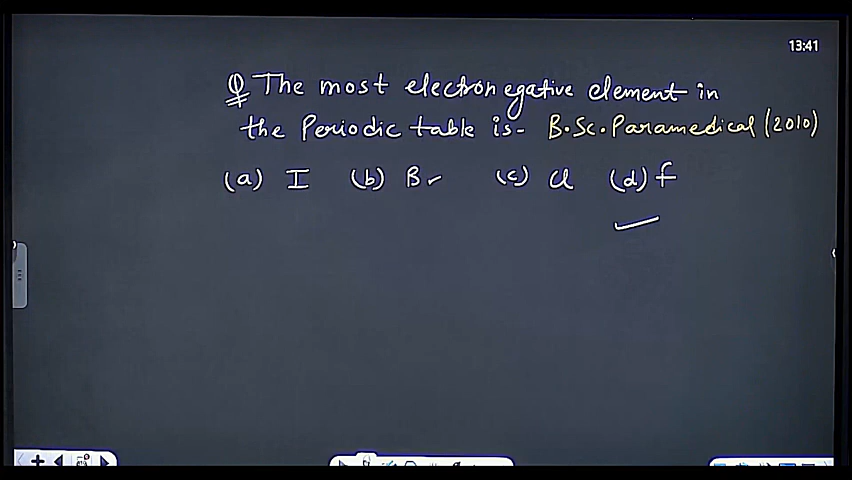 13:41
Q The most electronegative element in
the Periodic table is- B.Sc. Paramedical (2010)
(a) I (b) Br (c) Cl (d) f